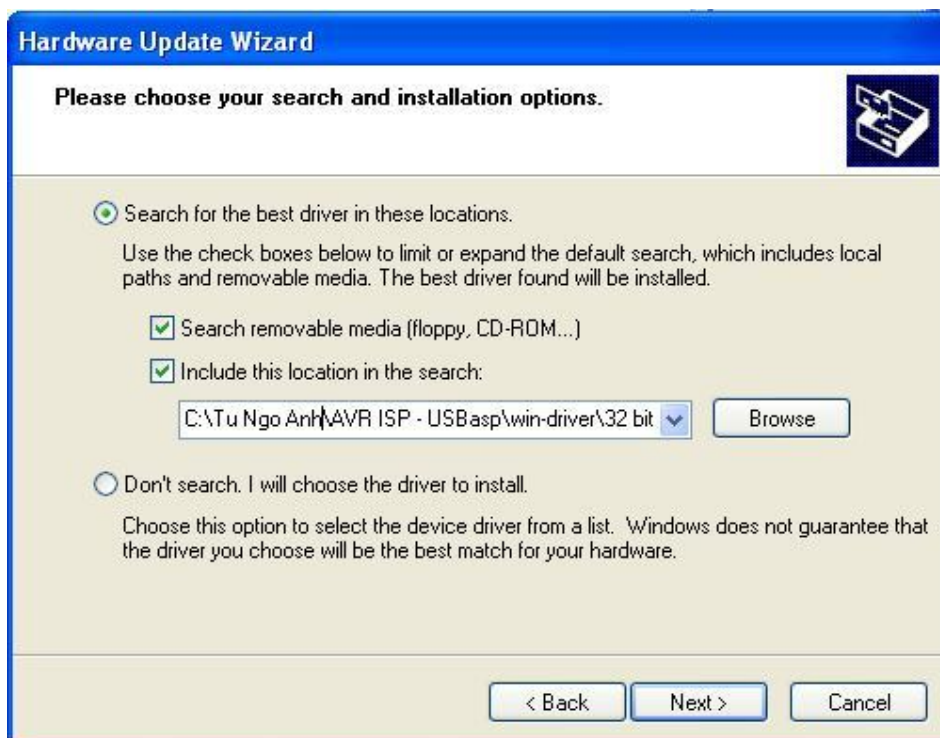 Hardware Update Wizard
Please choose your search and installation options.
Search for the best driver in these locations.
Use the check boxes below to limit or expand the default search, which includes local
paths and removable media. The best driver found will be installed.
Search removable media (floppy, CD-ROM...)
Include this location in the search:
C:\Tu Ngo Anh\AVR ISP - USBasp\win-driver\32 bit
Browse
Don't search. I will choose the driver to install.
Choose this option to select the device driver from a list. Windows does not guarantee that
the driver you choose will be the best match for your hardware.
< Back Next > Cancel